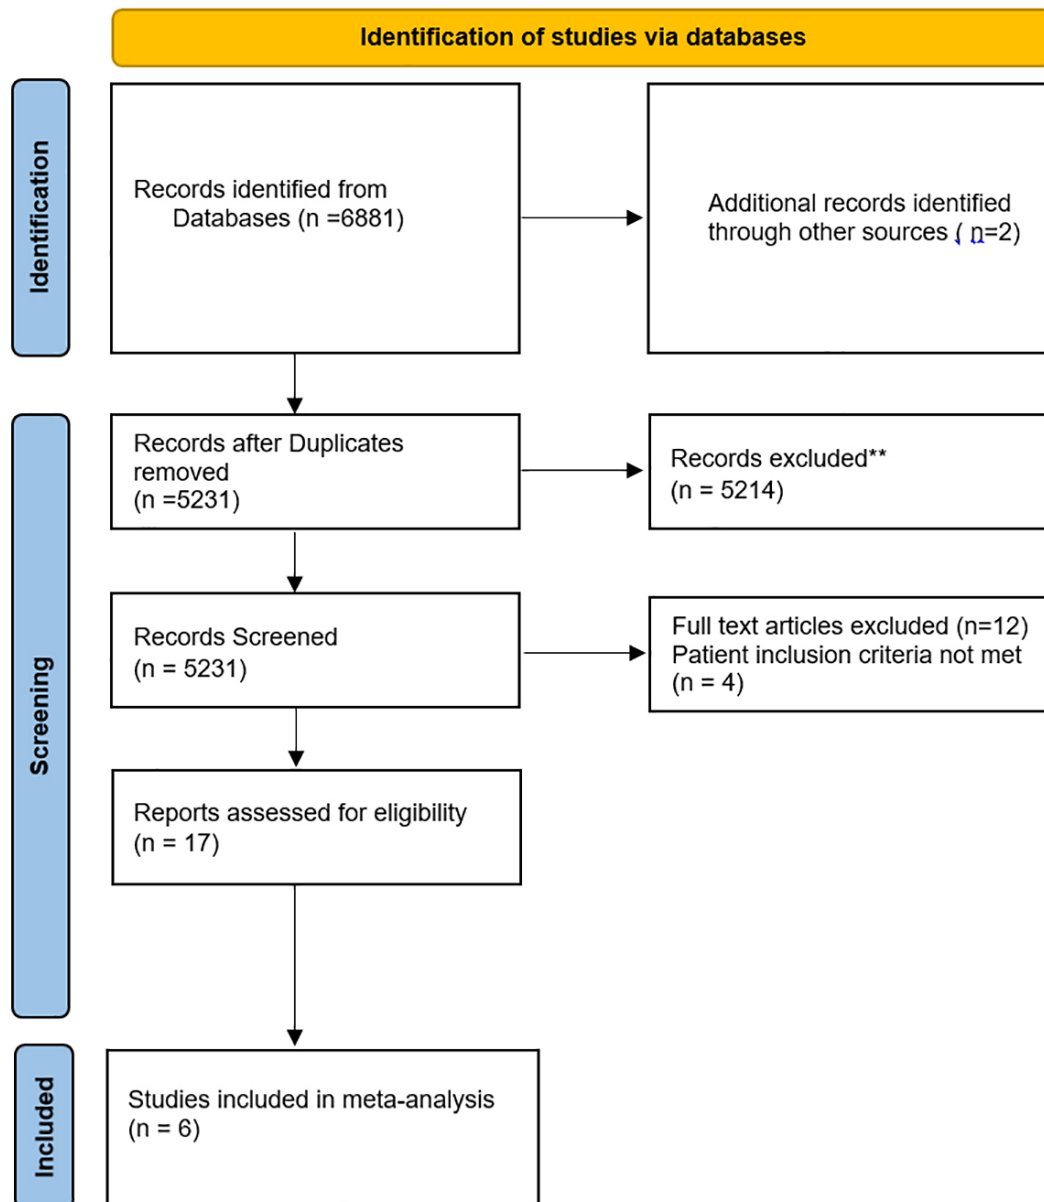 Identification of studies via databases
Identification
Records identified from
Databases (n =6881)
Additional records identified
through other sources ( n=2)
Screening
Records after Duplicates
removed
(n =5231)
Records excluded**
(n = 5214)
Records Screened
(n = 5231)
Full text articles excluded (n=12)
Patient inclusion criteria not met
(n = 4)
Reports assessed for eligibility
(n = 17)
Included
Studies included in meta-analysis
(n = 6)